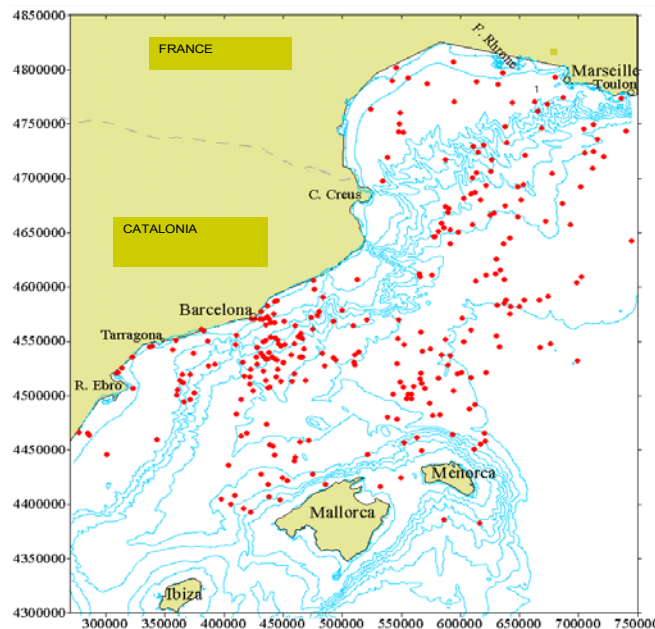 4850000
FRANCE
F. Rhrone
4800000
Marseille
Toulon
1
4750000
4700000
C. Creus
CATALONIA
4650000
4600000
Barcelona
Tarragona
4550000
R. Ebro
4500000
4450000
Menorca
4400000
Mallorca
4350000
Ibiza
4300000
300000 350000 400000 450000 500000 550000 600000 650000 700000 750000